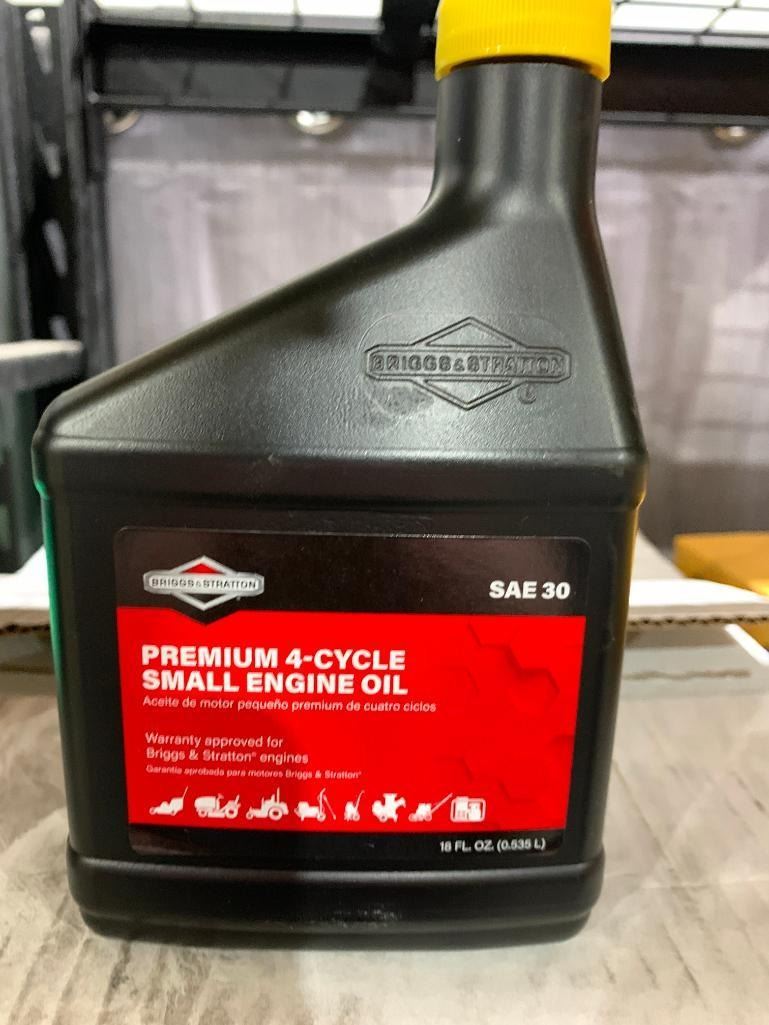 BRIGGS & STRATTON
BRIGGS & STRATTON
SAE 30
PREMIUM 4-CYCLE
SMALL ENGINE OIL
Aceite de motor pequeño premium de cuatro ciclos
Warranty approved for
Briggs & Stratton® engines
Garantía aprobada para motores Briggs & Stratton®
18 FL. OZ. (0.535 L)